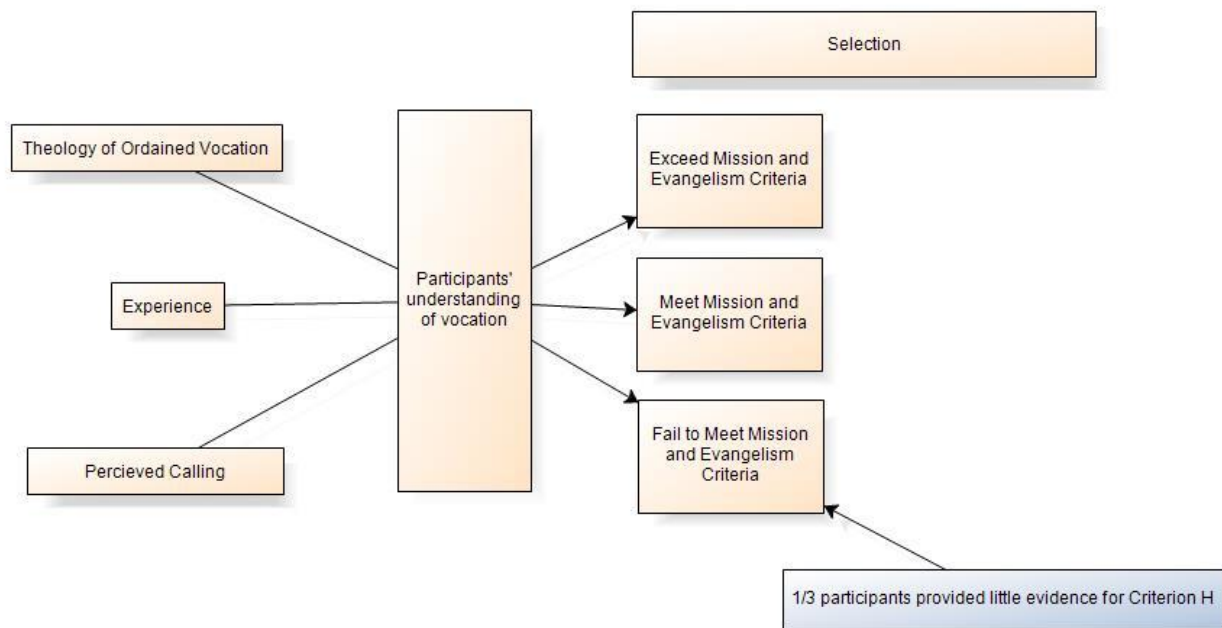 Selection
Theology of Ordained Vocation
Experience
Percieved Calling
Participants'
understanding
of vocation
Exceed Mission and
Evangelism Criteria
Meet Mission and
Evangelism Criteria
Fail to Meet Mission
and Evangelism
Criteria
1/3 participants provided little evidence for Criterion H